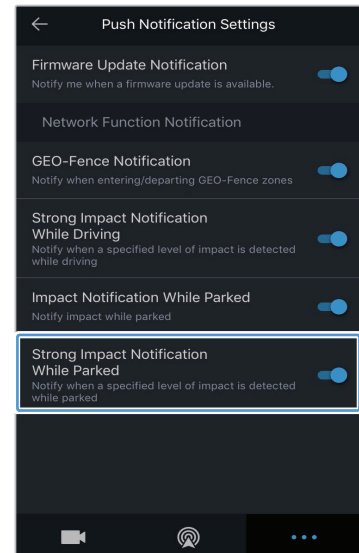 Push Notification Settings
Firmware Update Notification
Notify me when a firmware update is available.
Network Function Notification
GEO-Fence Notification
Notify when entering/departing GEO-Fence zones
Strong Impact Notification
While Driving
Notify when a specified level of impact is detected
while driving
Impact Notification While Parked
Notify impact while parked
Strong Impact Notification
While Parked
Notify when a specified level of impact is detected
while parked